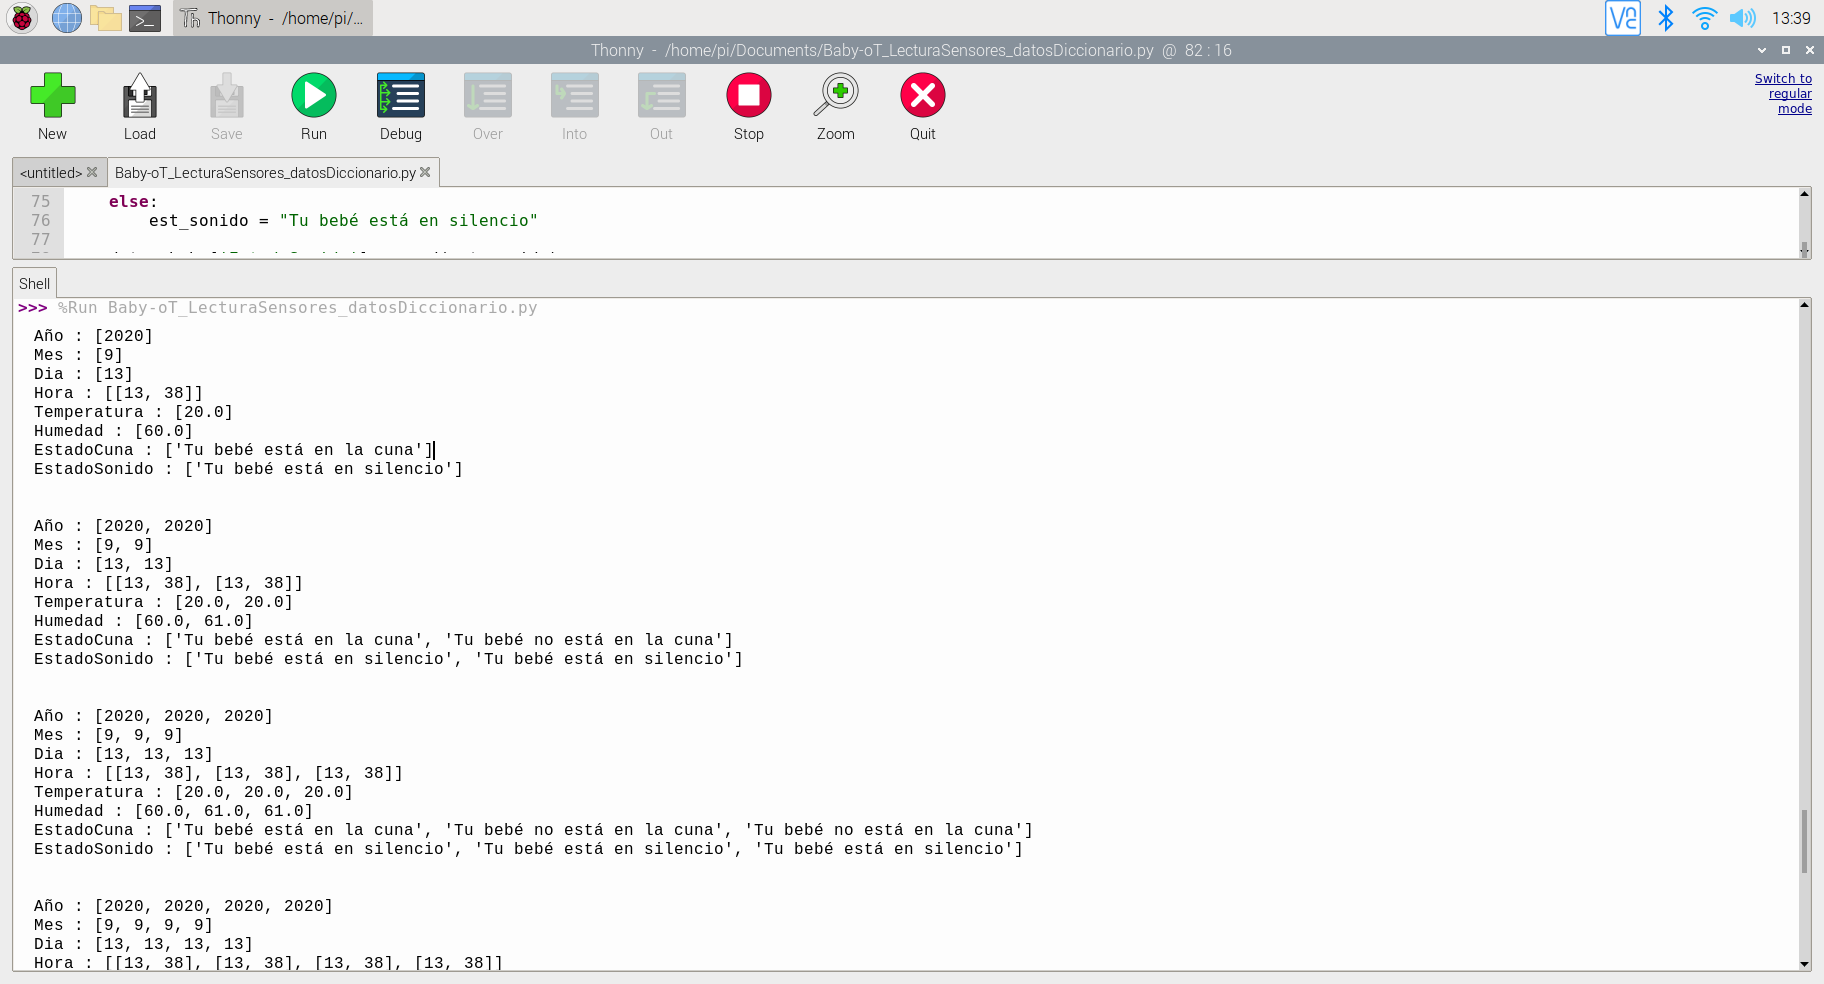 Thonny - /home/pi/...
13:39
Thonny - /home/pi/Documents/Baby-oT_LecturaSensores_datosDiccionario.py @ 82 : 16
New
Load
Save
Run
Debug
Over
Into
Out
Stop
Zoom
Quit
Switch to
regular
mode
<untitled>
Baby-oT_LecturaSensores_datosDiccionario.py
75 else:
76 est_sonido = "Tu bebé está en silencio"
77
Shell
>>> %Run Baby-oT_LecturaSensores_datosDiccionario.py
Año : [2020]
Mes : [9]
Dia : [13]
Hora : [[13, 38]]
Temperatura : [20.0]
Humedad : [60.0]
EstadoCuna : ['Tu bebé está en la cuna']
EstadoSonido : ['Tu bebé está en silencio']
Año : [2020, 2020]
Mes : [9, 9]
Dia : [13, 13]
Hora : [[13, 38], [13, 38]]
Temperatura : [20.0, 20.0]
Humedad : [60.0, 61.0]
EstadoCuna : ['Tu bebé está en la cuna', 'Tu bebé no está en la cuna']
EstadoSonido : ['Tu bebé está en silencio', 'Tu bebé está en silencio']
Año : [2020, 2020, 2020]
Mes : [9, 9, 9]
Dia : [13, 13, 13]
Hora : [[13, 38], [13, 38], [13, 38]]
Temperatura : [20.0, 20.0, 20.0]
Humedad : [60.0, 61.0, 61.0]
EstadoCuna : ['Tu bebé está en la cuna', 'Tu bebé no está en la cuna', 'Tu bebé no está en la cuna']
EstadoSonido : ['Tu bebé está en silencio', 'Tu bebé está en silencio', 'Tu bebé está en silencio']
Año : [2020, 2020, 2020, 2020]
Mes : [9, 9, 9, 9]
Dia : [13, 13, 13, 13]
Hora : [[13, 38], [13, 38], [13, 38], [13, 38]]